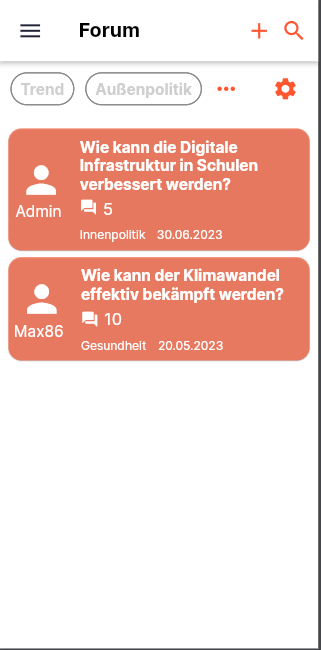 Forum
Trend
Außenpolitik
Wie kann die Digitale
Infrastruktur in Schulen
verbessert werden?
Admin
5
Innenpolitik 30.06.2023
Wie kann der Klimawandel
effektiv bekämpft werden?
Max86
10
Gesundheit 20.05.2023